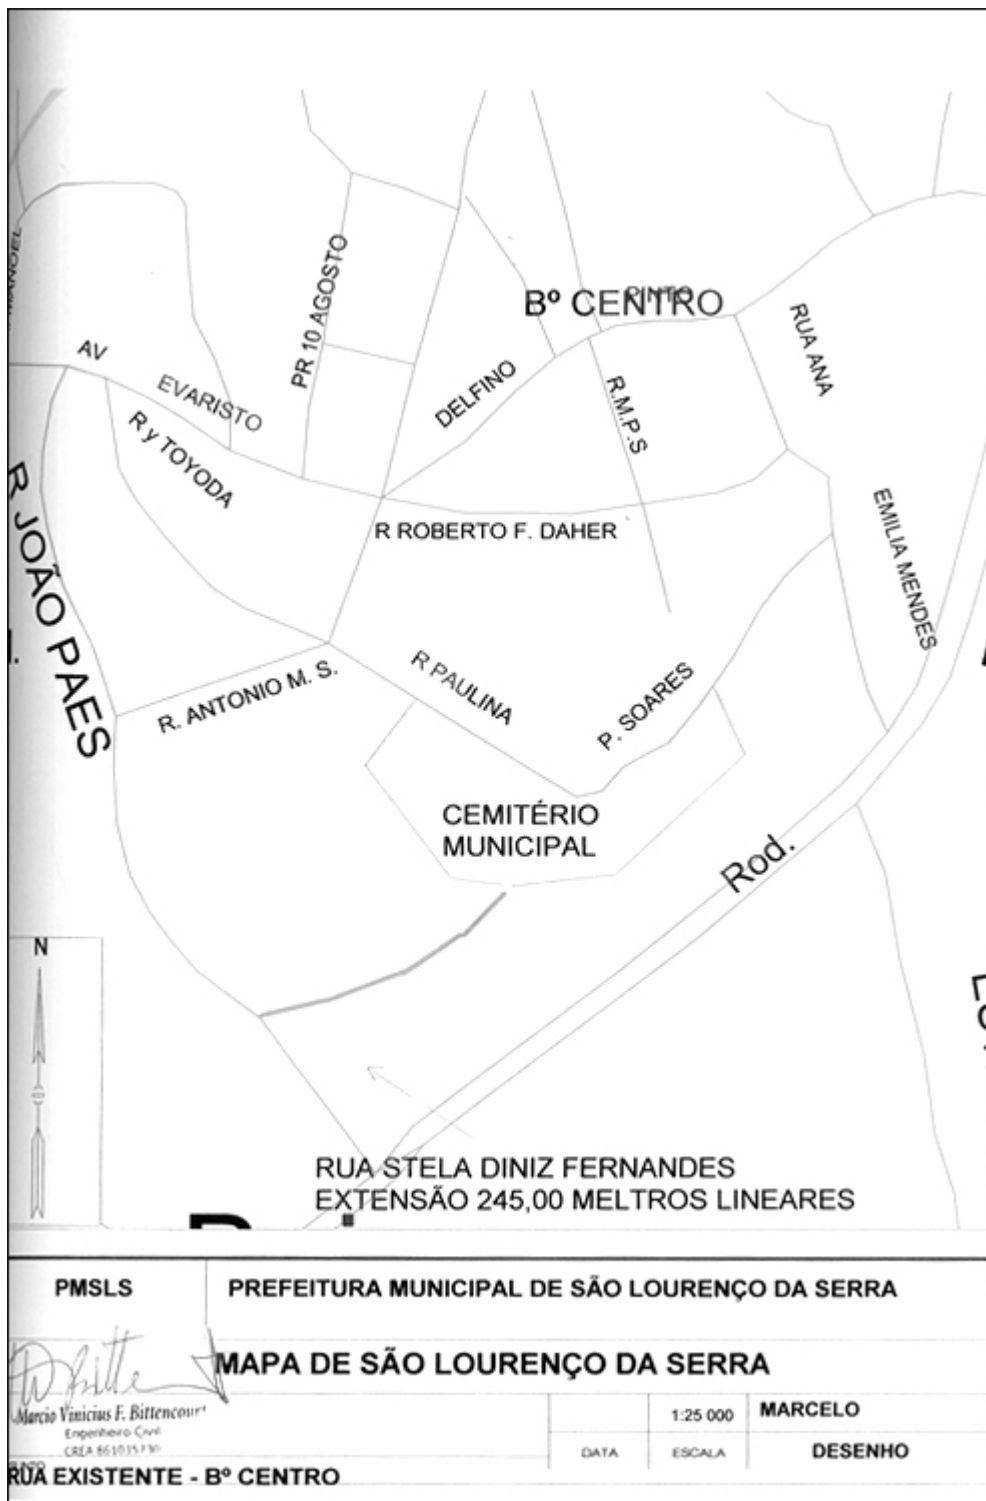 MANOEL
AV
EVARISTO
PR 10 AGOSTO
Bº CENTRO
PINTO
DELFINO
R.M.P.S
RUA ANA
R y TOYODA
R ROBERTO F. DAHER
EMILIA MENDES
R JOÃO PAES
R. ANTONIO M. S.
R PAULINA
P. SOARES
CEMITÉRIO
MUNICIPAL
Rod.
N
RUA STELA DINIZ FERNANDES
EXTENSÃO 245,00 MELTROS LINEARES
PMSLS
PREFEITURA MUNICIPAL DE SÃO LOURENÇO DA SERRA
MAPA DE SÃO LOURENÇO DA SERRA
Marcio Vinicius F. Bittencourt
Engenheiro Civil
1:25 000
MARCELO
DATA
ESCALA
DESENHO
RUA EXISTENTE - Bº CENTRO